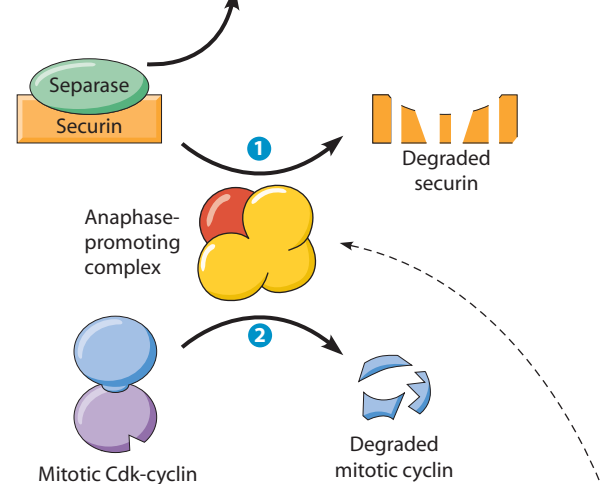 Separase
Securin
1
Degraded
securin
Anaphase-
promoting
complex
2
Degraded
mitotic cyclin
Mitotic Cdk-cyclin